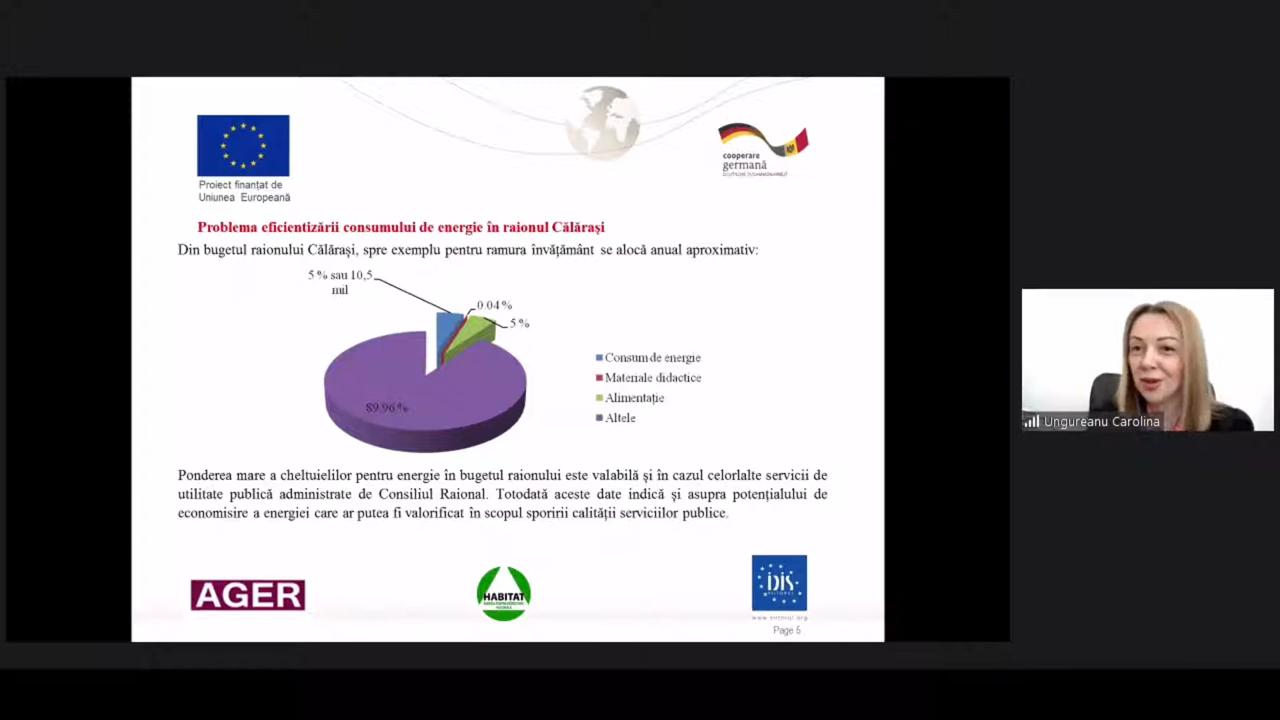 Proiect finanțat de
Uniunea Europeană
cooperare
germană
Problema eficientizării consumului de energie în raionul Călărași
Din bugetul raionului Călărași, spre exemplu pentru ramura învățământ se alocă anual aproximativ:
5 % sau 10,5
mil
0.04 %
5 %
89,96 %
Consum de energie
Materiale didactice
Alimentație
Altele
Ponderea mare a cheltuielilor pentru energie în bugetul raionului este valabilă și în cazul celorlalte servicii de
utilitate publică administrate de Consiliul Raional. Totodată aceste date indică și asupra potențialului de
economisire a energiei care ar putea fi valorificat în scopul sporirii calității serviciilor publice.
AGER
HABITAT
DIS
Page 6
Ungureanu Carolina